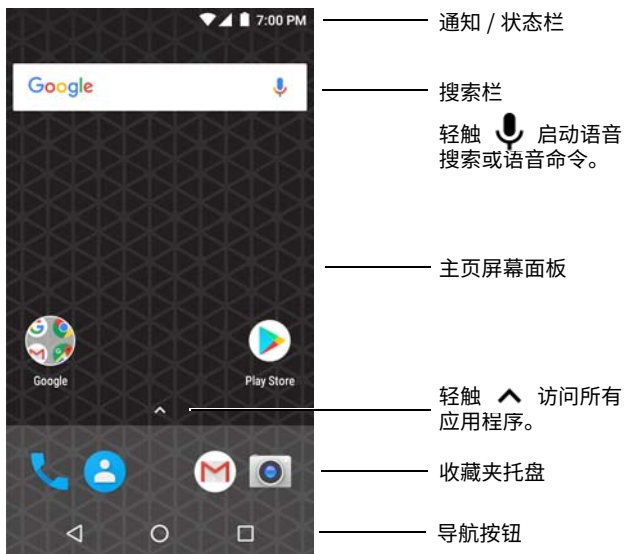 7:00 PM
通知 / 状态栏
Google
搜索栏
轻触 启动语音
搜索或语音命令。
主页屏幕面板
Google
Play Store
轻触 访问所有
应用程序。
收藏夹托盘
导航按钮